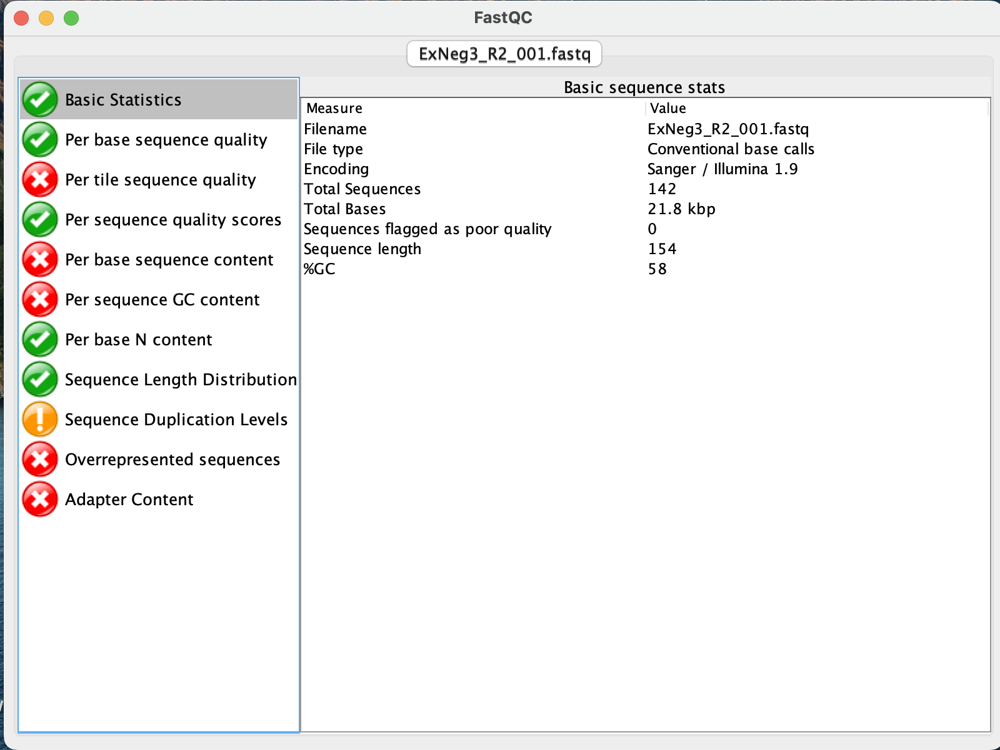 FastQC
ExNeg3_R2_001.fastq
Basic Statistics
Per base sequence quality
Per tile sequence quality
Per sequence quality scores
Per base sequence content
Per sequence GC content
Per base N content
Sequence Length Distribution
Sequence Duplication Levels
Overrepresented sequences
Adapter Content
Basic sequence stats
Measure Value
Filename ExNeg3_R2_001.fastq
File type Conventional base calls
Encoding Sanger / Illumina 1.9
Total Sequences 142
Total Bases 21.8 kbp
Sequences flagged as poor quality 0
Sequence length 154
%GC 58